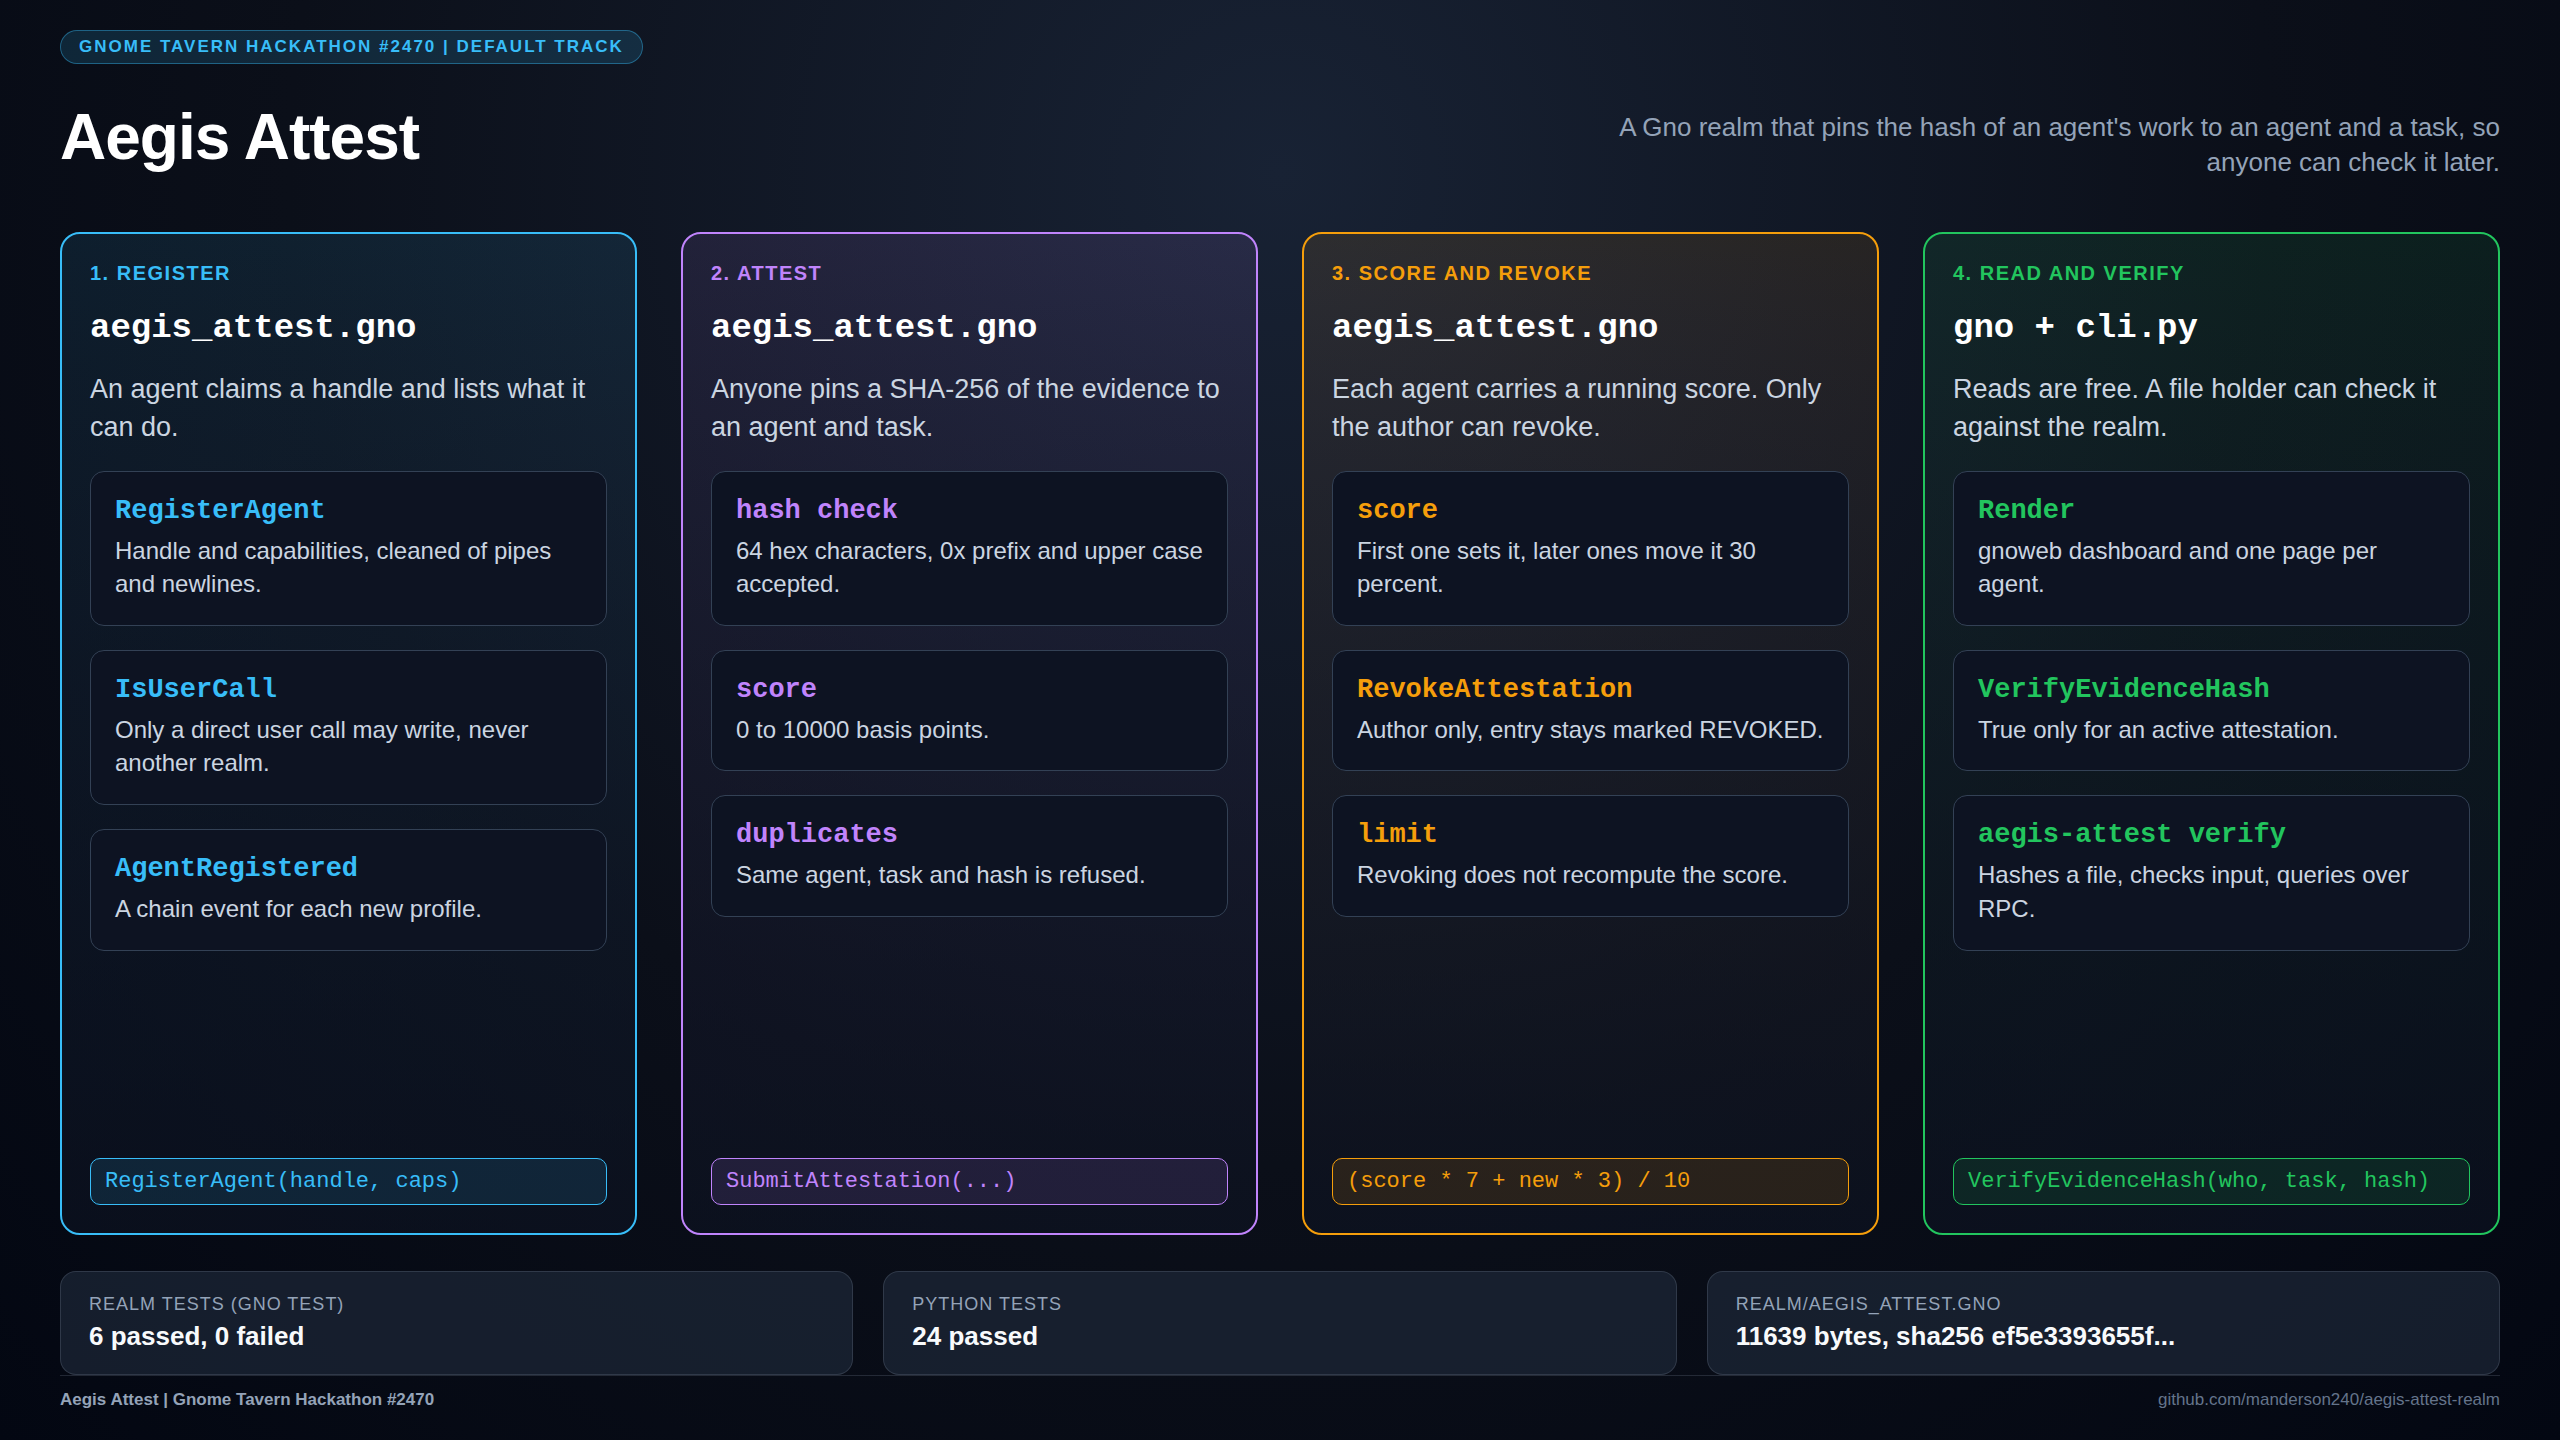 GNOME TAVERN HACKATHON #2470 | DEFAULT TRACK
Aegis Attest
A Gno realm that pins the hash of an agent's work to an agent and a task, so
anyone can check it later.
1. REGISTER
aegis_attest.gno
An agent claims a handle and lists what it
can do.
RegisterAgent
Handle and capabilities, cleaned of pipes
and newlines.
IsUserCall
Only a direct user call may write, never
another realm.
AgentRegistered
A chain event for each new profile.
RegisterAgent(handle, caps)
2. ATTEST
aegis_attest.gno
Anyone pins a SHA-256 of the evidence to
an agent and task.
hash check
64 hex characters, 0x prefix and upper case
accepted.
score
0 to 10000 basis points.
duplicates
Same agent, task and hash is refused.
SubmitAttestation(...)
3. SCORE AND REVOKE
aegis_attest.gno
Each agent carries a running score. Only
the author can revoke.
score
First one sets it, later ones move it 30
percent.
RevokeAttestation
Author only, entry stays marked REVOKED.
limit
Revoking does not recompute the score.
(score * 7 + new * 3) / 10
4. READ AND VERIFY
gno + cli.py
Reads are free. A file holder can check it
against the realm.
Render
gnoweb dashboard and one page per
agent.
VerifyEvidenceHash
True only for an active attestation.
aegis-attest verify
Hashes a file, checks input, queries over
RPC.
VerifyEvidenceHash(who, task, hash)
REALM TESTS (GNO TEST)
6 passed, 0 failed
PYTHON TESTS
24 passed
REALM/AEGIS_ATTEST.GNO
11639 bytes, sha256 ef5e3393655f...
Aegis Attest | Gnome Tavern Hackathon #2470
github.com/manderson240/aegis-attest-realm